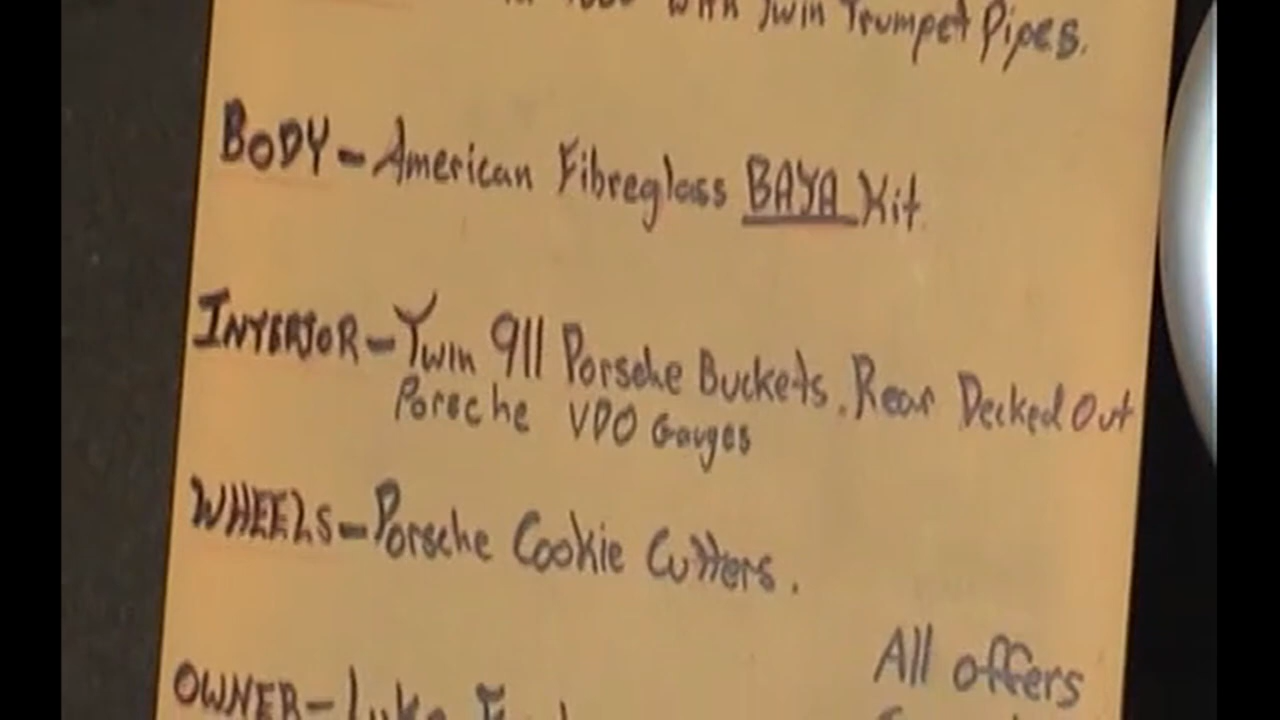 with Twin Trumpet Pipes.
BODY - American Fibreglass BAYA Kit
INTERIOR - Twin 911 Porsche Buckets. Rear Decked Out
Porsche VDO Gauges
WHEELS - Porsche Cookie Cutters.
All offers
OWNER - Luke